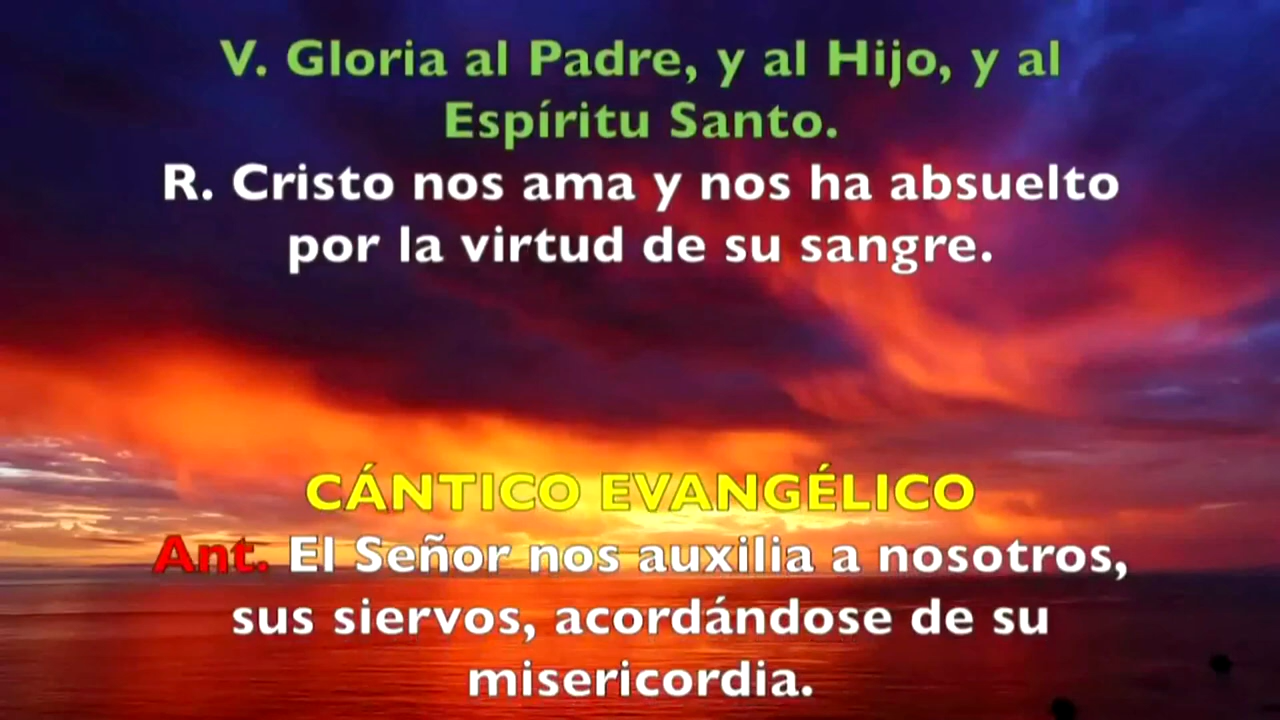 V. Gloria al Padre, y al Hijo, y al
Espíritu Santo.
R. Cristo nos ama y nos ha absuelto
por la virtud de su sangre.
CÁNTICO EVANGÉLICO
Ant. El Señor nos auxilia a nosotros,
sus siervos, acordándose de su
misericordia.